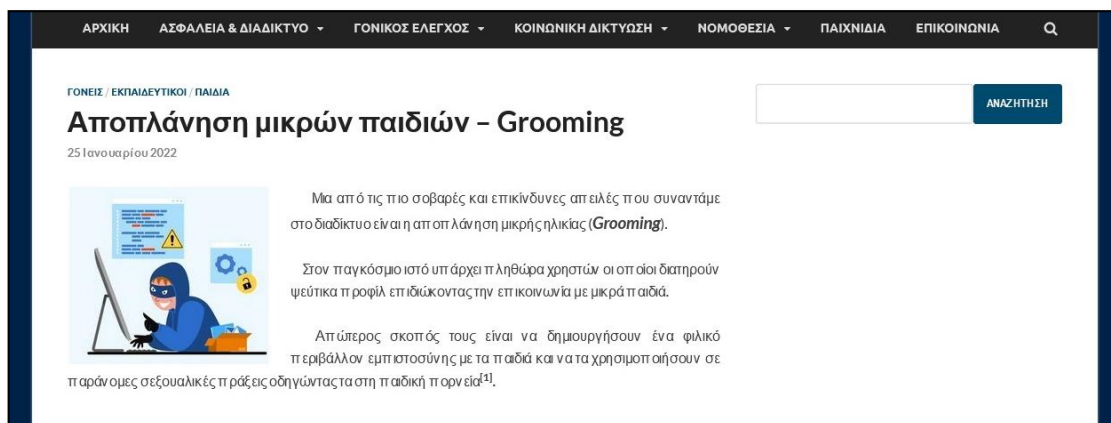 ΑΡΧΙΚΗ ΑΣΦΑΛΕΙΑ & ΔΙΑΔΙΚΤΥΟ ΓΟΝΙΚΟΣ ΕΛΕΓΧΟΣ ΚΟΙΝΩΝΙΚΗ ΔΙΚΤΥΩΣΗ ΝΟΜΟΘΕΣΙΑ ΠΑΙΧΝΙΔΙΑ ΕΠΙΚΟΙΝΩΝΙΑ
ΓΟΝΕΙΣ / ΕΚΠΑΙΔΕΥΤΙΚΟΙ / ΠΑΙΔΙΑ
Αποπλάνηση μικρών παιδιών – Grooming
25 Ιανουαρίου 2022
ΑΝΑΖΗΤΗΣΗ
Μια από τις πιο σοβαρές και επικίνδυνες απειλές που συναντάμε
στο διαδίκτυο είναι η αποπλάνηση μικρής ηλικίας (Grooming).
Στον παγκόσμιο ιστό υπάρχει πληθώρα χρηστών οι οποίοι διατηρούν
ψεύτικα προφίλ επιδιώκοντας την επικοινωνία με μικρά παιδιά.
Απώτερος σκοπός τους είναι να δημιουργήσουν ένα φιλικό
περιβάλλον εμπιστοσύνης με τα παιδιά και να τα χρησιμοποιήσουν σε
παράνομες σεξουαλικές πράξεις οδηγώντας τα στη παιδική πορνεία[1].